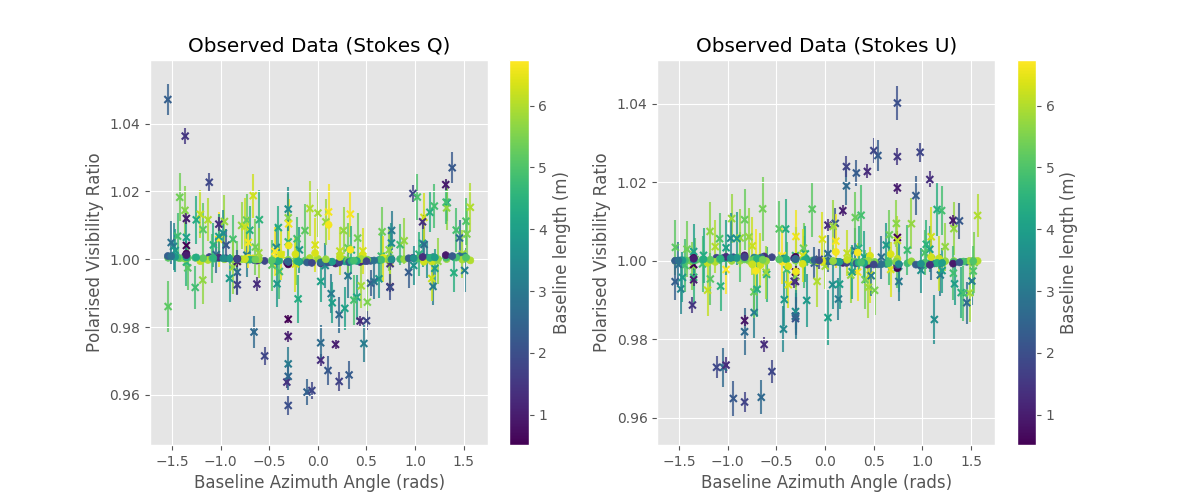 Observed Data (Stokes Q)
Polarised Visibility Ratio
1.04
1.02
1.00
0.98
0.96
−1.5 −1.0 −0.5 0.0 0.5 1.0 1.5
Baseline Azimuth Angle (rads)
6
5
4
3
2
1
Baseline length (m)
Observed Data (Stokes U)
Polarised Visibility Ratio
1.04
1.02
1.00
0.98
0.96
−1.5 −1.0 −0.5 0.0 0.5 1.0 1.5
Baseline Azimuth Angle (rads)
6
5
4
3
2
1
Baseline length (m)